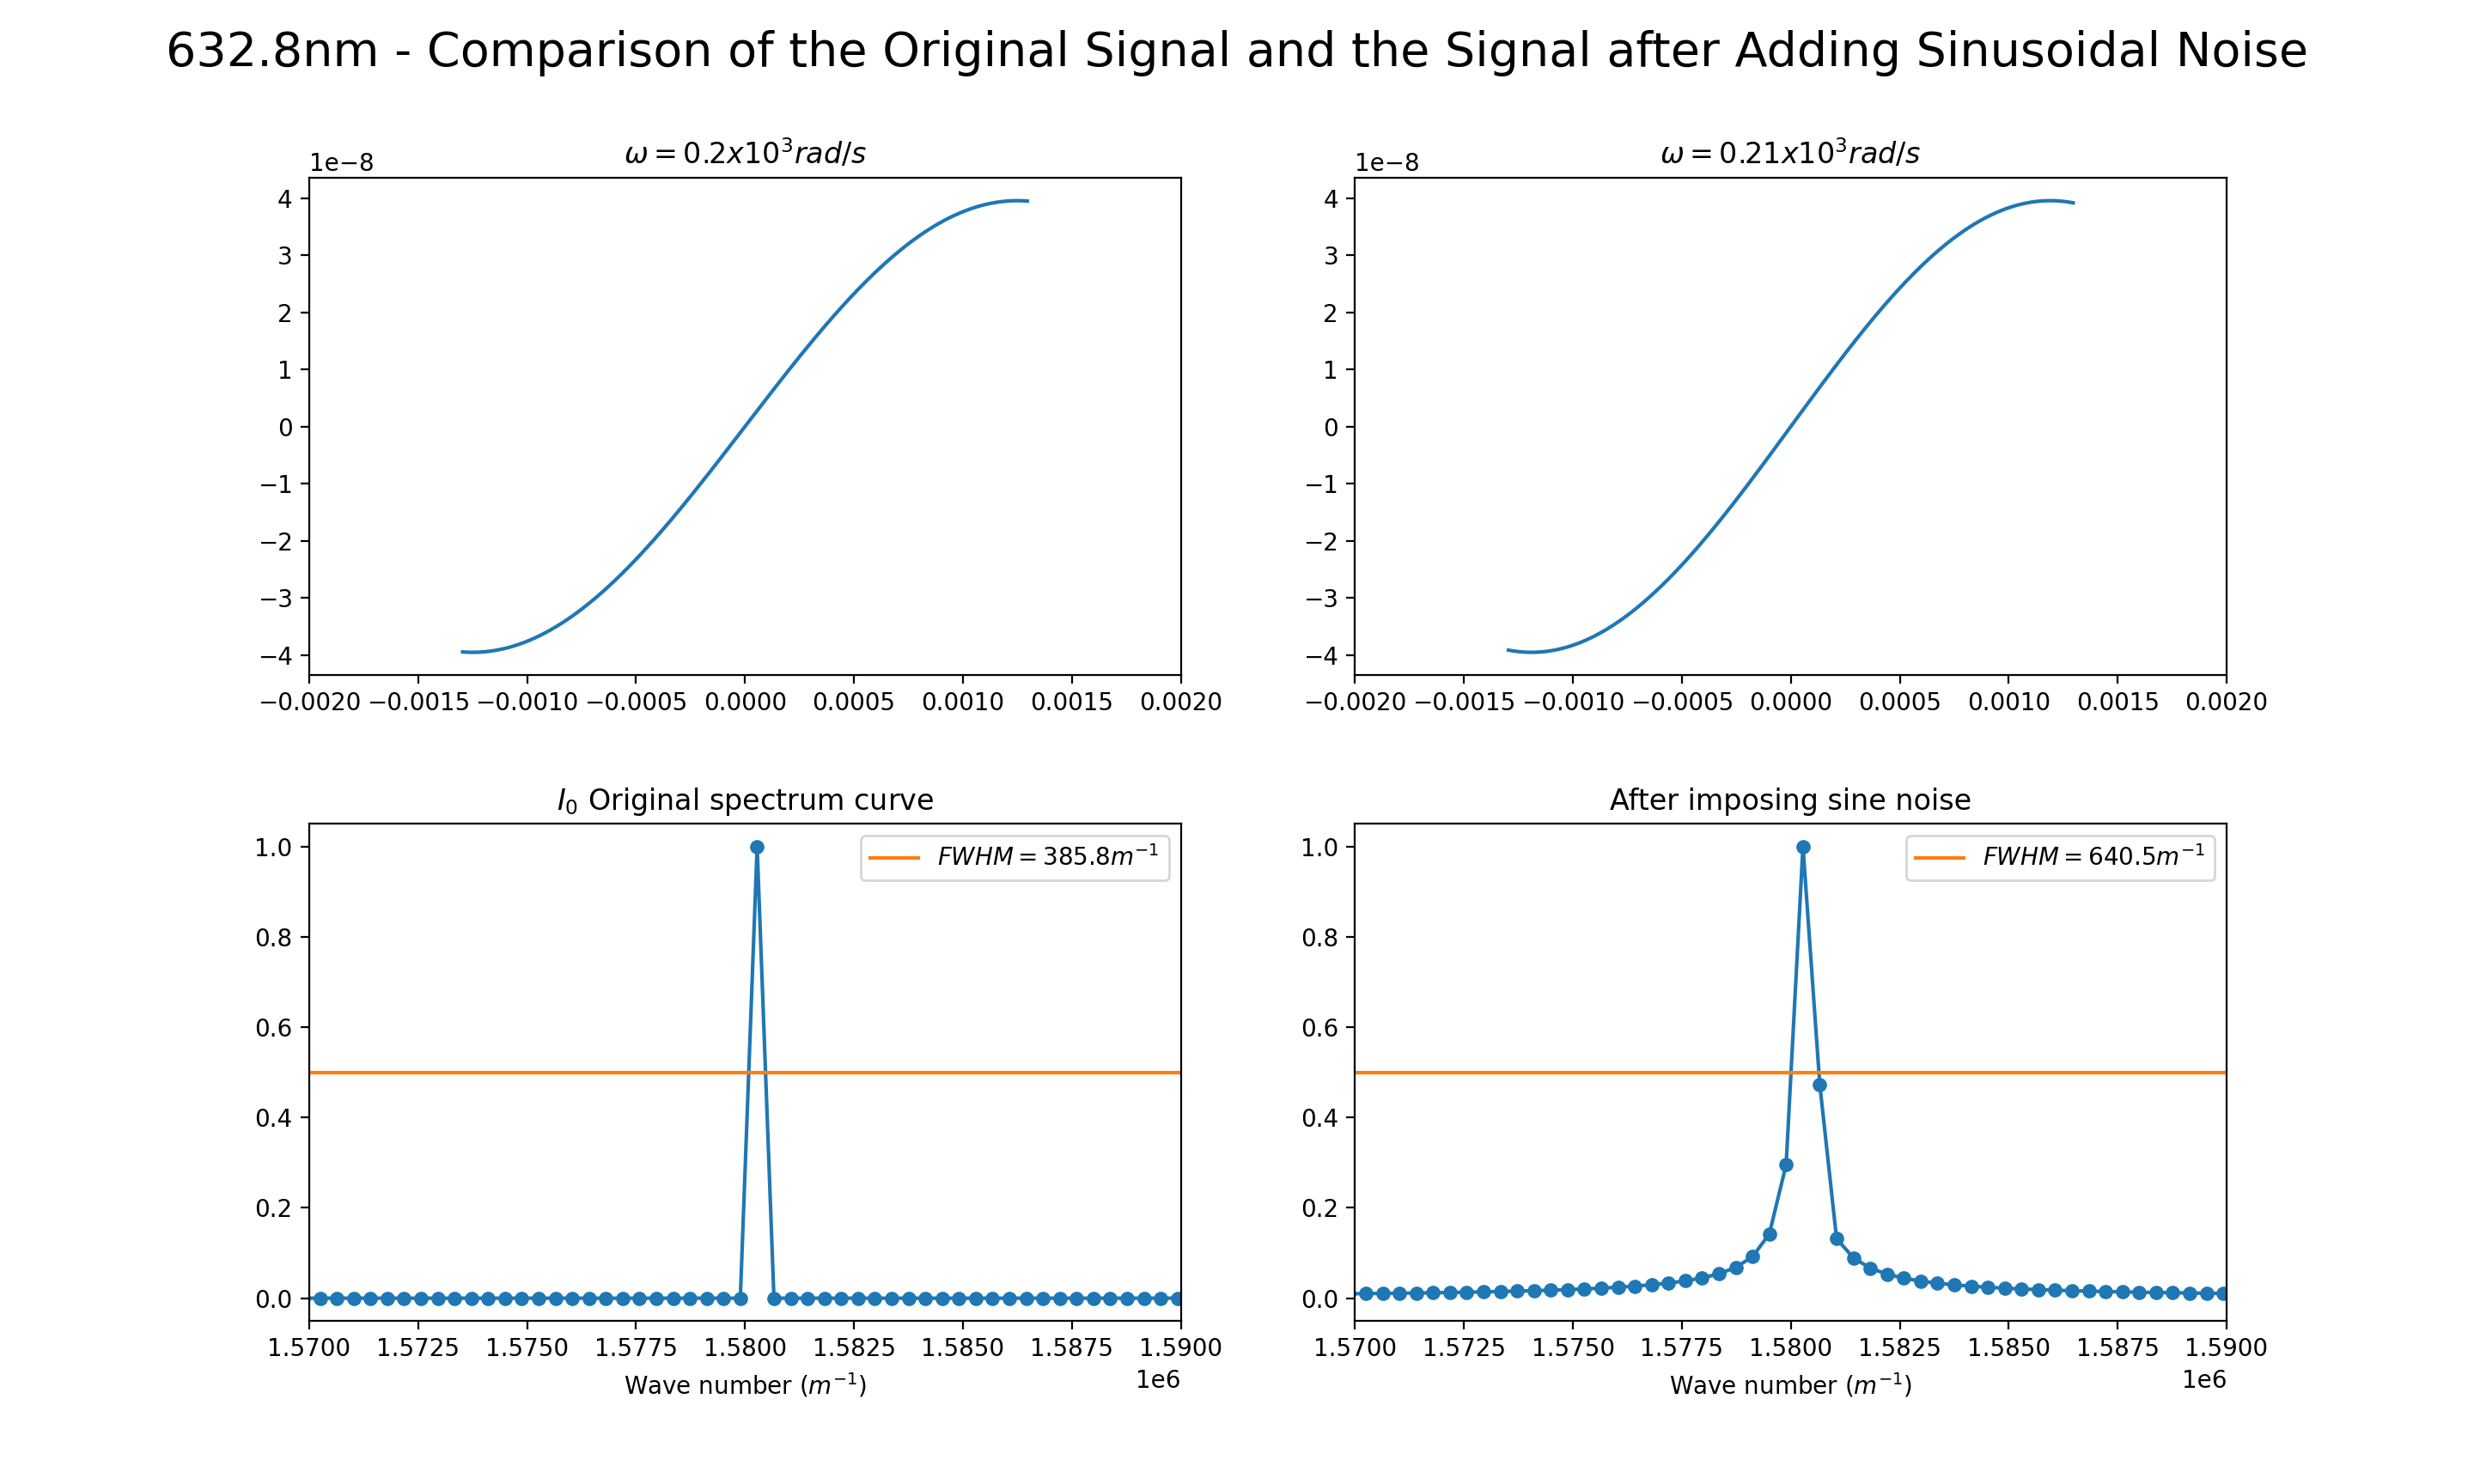 632.8nm - Comparison of the Original Signal and the Signal after Adding Sinusoidal Noise
ω = 0.2x10³rad/s
1e−8
4
3
2
1
0
−1
−2
−3
−4
−0.0020 −0.0015 −0.0010 −0.0005 0.0000 0.0005 0.0010 0.0015 0.0020
ω = 0.21x10³rad/s
1e−8
4
3
2
1
0
−1
−2
−3
−4
−0.0020 −0.0015 −0.0010 −0.0005 0.0000 0.0005 0.0010 0.0015 0.0020
I₀ Original spectrum curve
FWHM = 385.8m⁻¹
1.0
0.8
0.6
0.4
0.2
0.0
1.5700 1.5725 1.5750 1.5775 1.5800 1.5825 1.5850 1.5875 1.5900
Wave number (m⁻¹)
1e6
After imposing sine noise
FWHM = 640.5m⁻¹
1.0
0.8
0.6
0.4
0.2
0.0
1.5700 1.5725 1.5750 1.5775 1.5800 1.5825 1.5850 1.5875 1.5900
Wave number (m⁻¹)
1e6